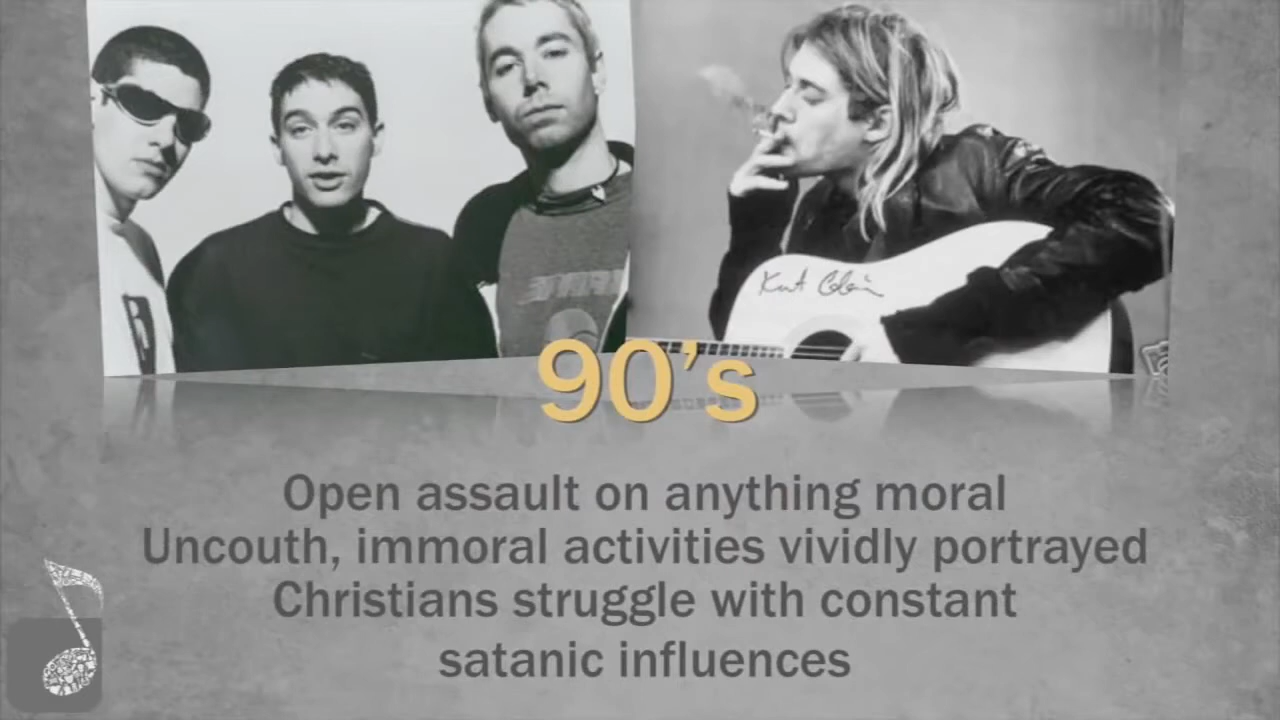 Kurt Cobain
90's
Open assault on anything moral
Uncouth, immoral activities vividly portrayed
Christians struggle with constant
satanic influences